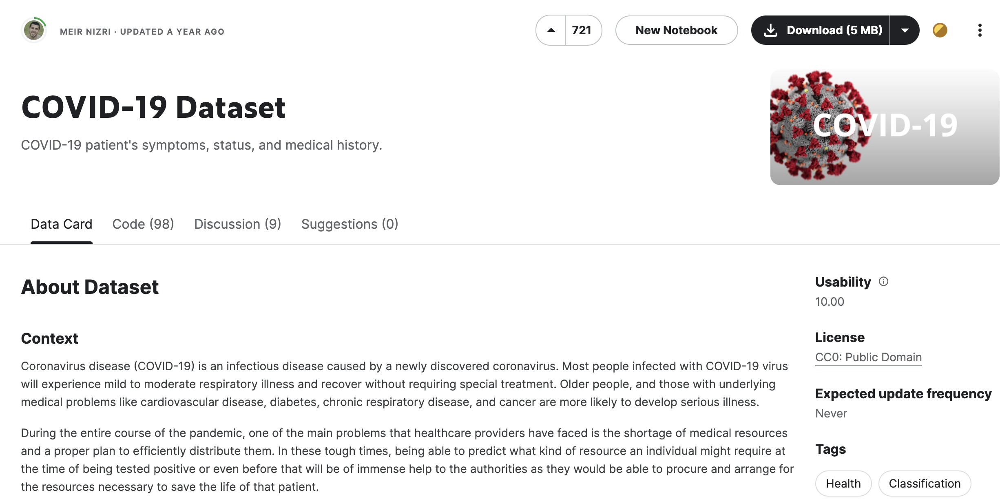 MEIR NIZRI · UPDATED A YEAR AGO
721
New Notebook
Download (5 MB)
COVID-19 Dataset
COVID-19 patient's symptoms, status, and medical history.
COVID-19
Data Card
Code (98)
Discussion (9)
Suggestions (0)
About Dataset
Context
Coronavirus disease (COVID-19) is an infectious disease caused by a newly discovered coronavirus. Most people infected with COVID-19 virus
will experience mild to moderate respiratory illness and recover without requiring special treatment. Older people, and those with underlying
medical problems like cardiovascular disease, diabetes, chronic respiratory disease, and cancer are more likely to develop serious illness.
During the entire course of the pandemic, one of the main problems that healthcare providers have faced is the shortage of medical resources
and a proper plan to efficiently distribute them. In these tough times, being able to predict what kind of resource an individual might require at
the time of being tested positive or even before that will be of immense help to the authorities as they would be able to procure and arrange for
the resources necessary to save the life of that patient.
Usability
10.00
License
CC0: Public Domain
Expected update frequency
Never
Tags
Health
Classification